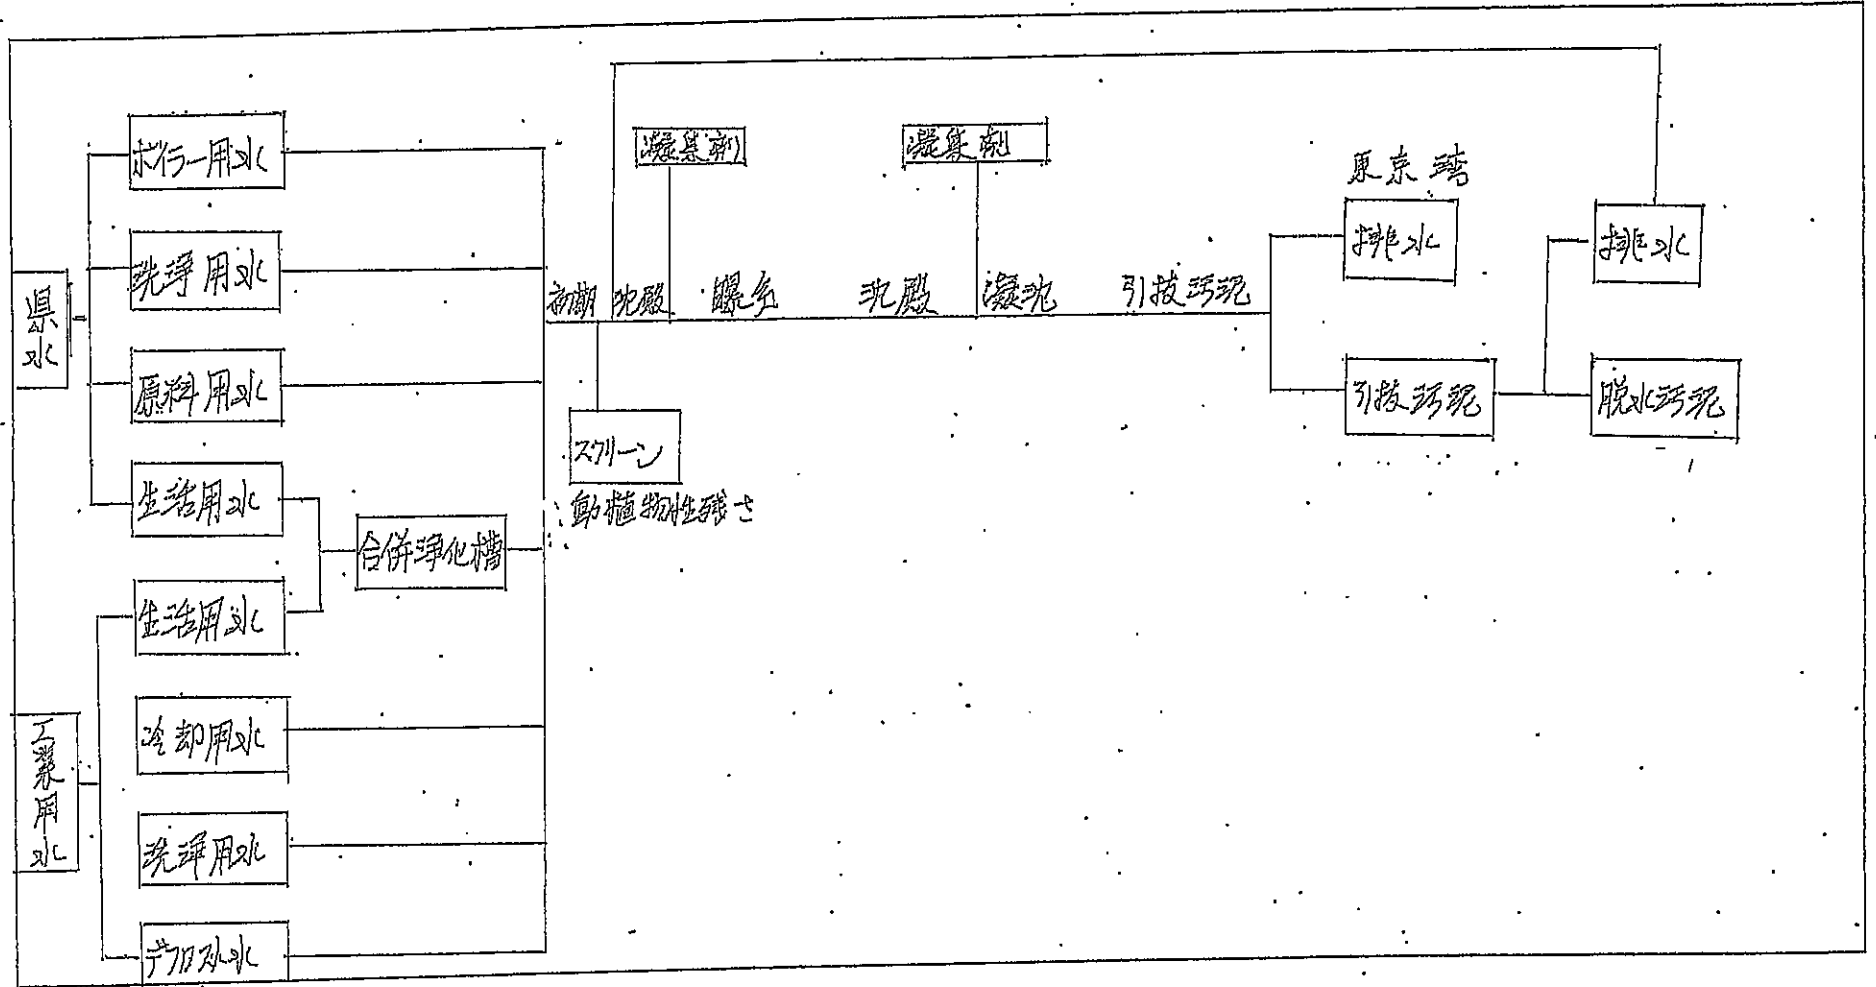 県水
ボイラー用水
洗浄用水
原料用水
生活用水
工業用水
生活用水
冷却用水
洗浄用水
デフロスト水
合併浄化槽
初期 沈殿 曝気 沈殿 凝沈 引抜汚泥
凝集剤
凝集剤
スクリーン
動植物性残さ
東京湾
排水
引抜汚泥
排水
脱水汚泥